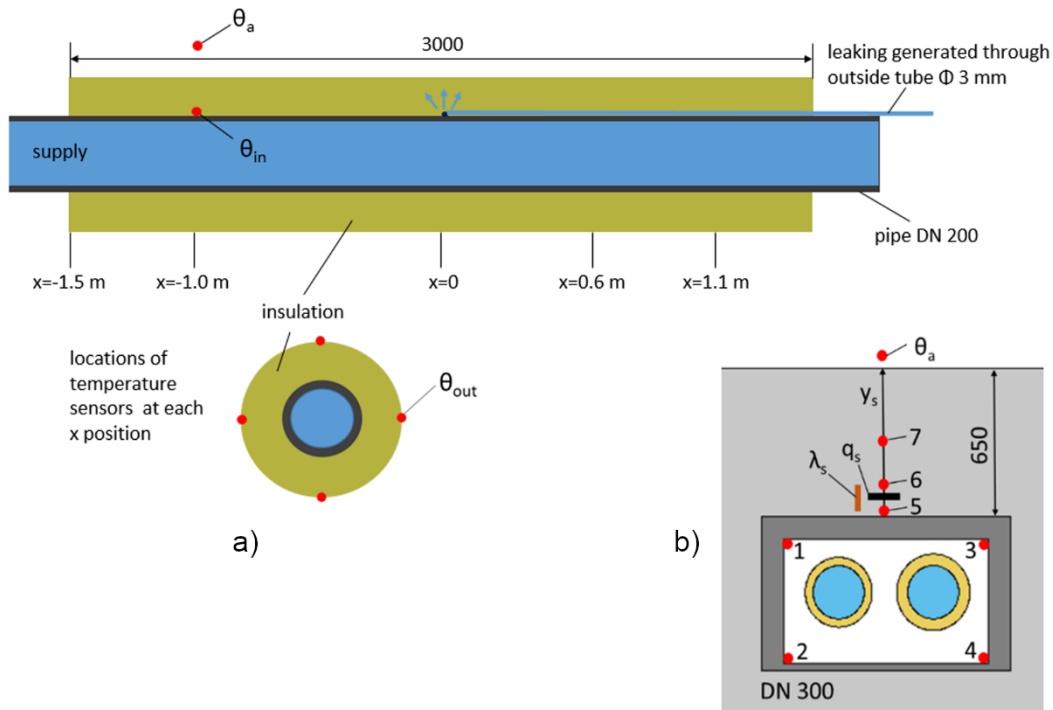 θa
3000
leaking generated through
outside tube Φ 3 mm
supply
θin
pipe DN 200
x=-1.5 m
x=-1.0 m
x=0
x=0.6 m
x=1.1 m
insulation
locations of
temperature
sensors at each
x position
θout
a)
θa
ys
7
650
qs
λs
6
5
b)
1
3
2
4
DN 300